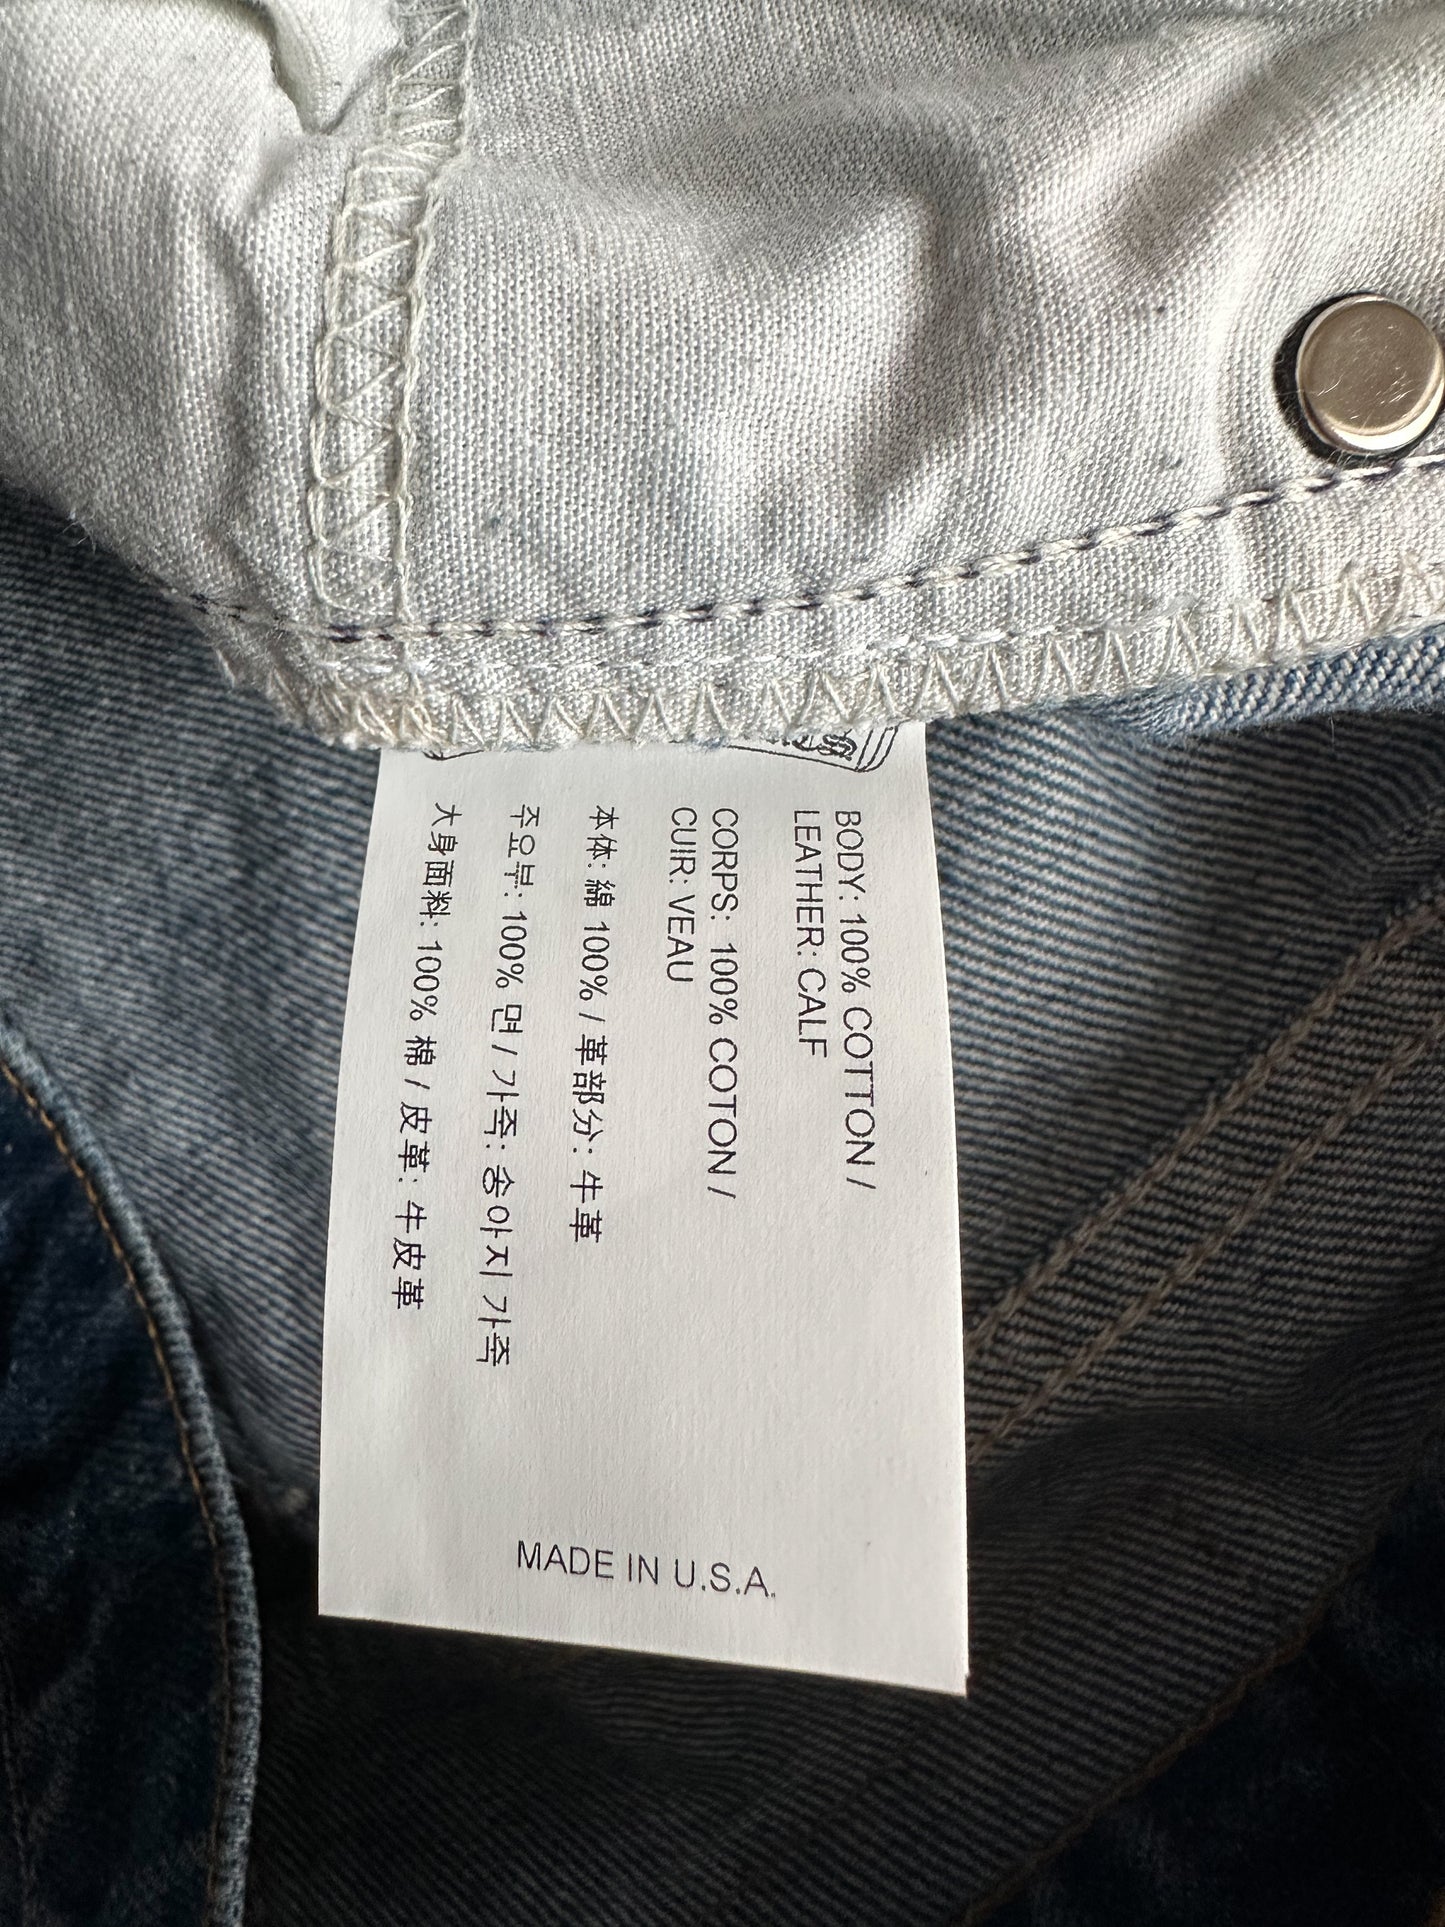 BODY: 100% COTTON /
LEATHER: CALF
CORPS: 100% COTON /
CUIR: VEAU
本体: 綿 100% / 革部分: 牛革
주요부: 100% 면 / 가죽: 송아지 가죽
大身面料: 100% 棉 / 皮革: 牛皮革
MADE IN U.S.A.